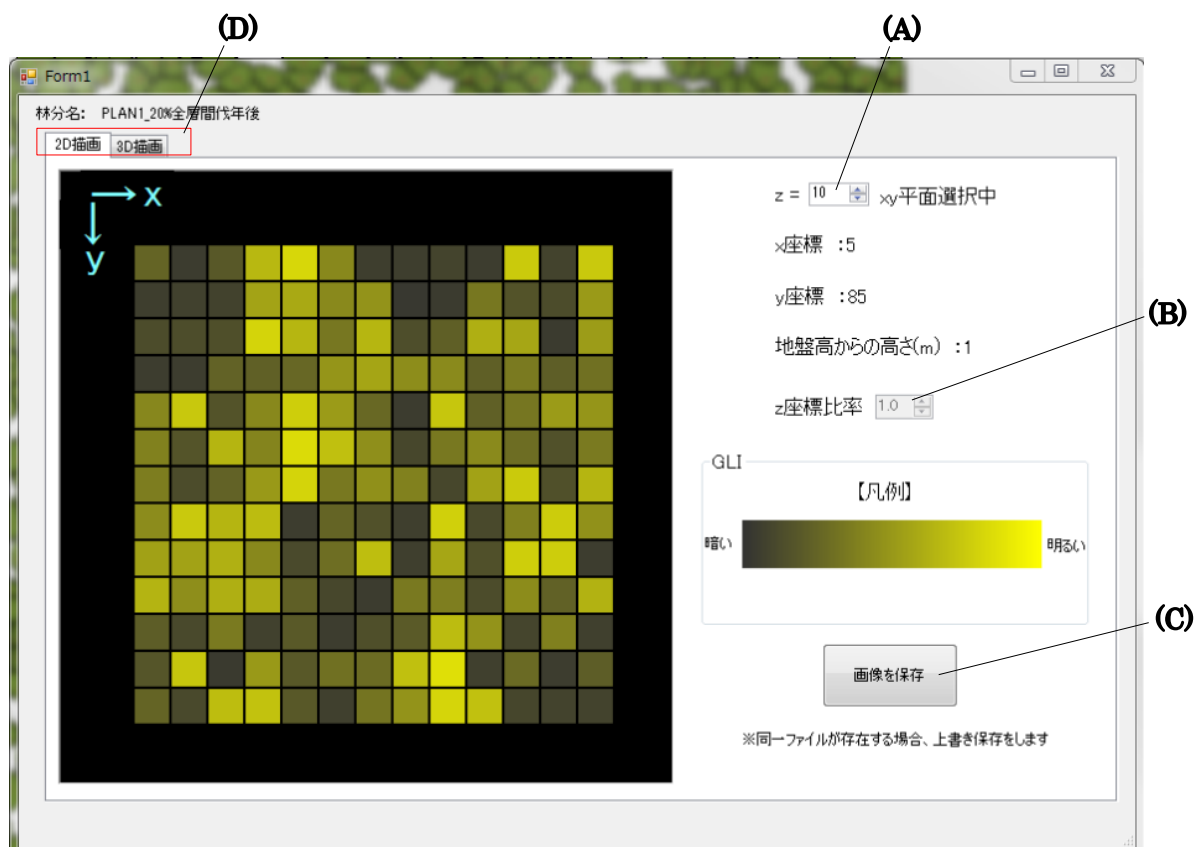 (D)
(A)
Form1
林分名: PLAN1_20%全層間伐年後
2D描画 3D描画
x
y
z = 10 xy平面選択中
x座標 :5
y座標 :85
(B)
地盤高からの高さ(m) :1
z座標比率 1.0
GLI
【凡例】
暗い
明るい
(C)
画像を保存
※同一ファイルが存在する場合、上書き保存をします